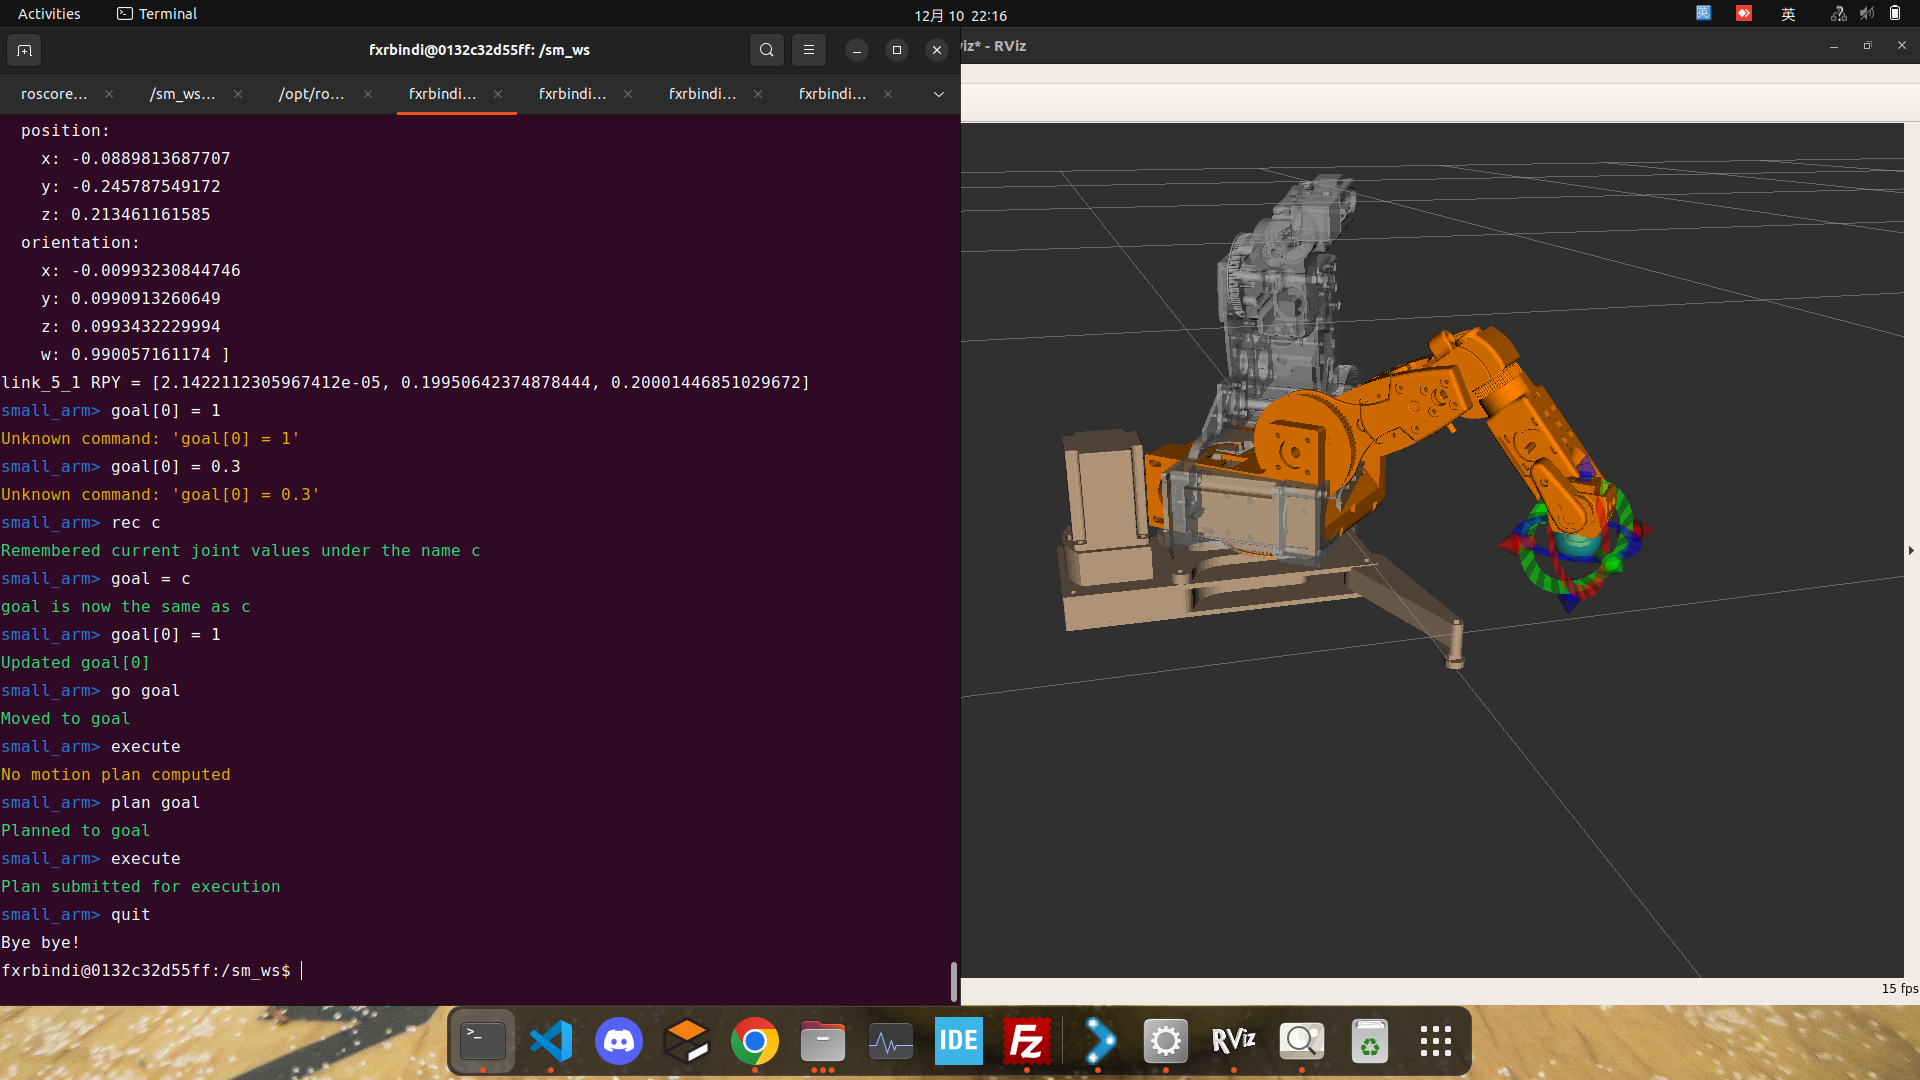 Activities
Terminal
12月 10 22:16
英
英
fxrbindi@0132c32d55ff: /sm_ws
viz* - RViz
roscore…
/sm_ws…
/opt/ro…
fxrbindi…
fxrbindi…
fxrbindi…
fxrbindi…
position:
x: -0.0889813687707
y: -0.245787549172
z: 0.213461161585
orientation:
x: -0.00993230844746
y: 0.0990913260649
z: 0.0993432229994
w: 0.990057161174 ]
link_5_1 RPY = [2.1422112305967412e-05, 0.19950642374878444, 0.20001446851029672]
small_arm> goal[0] = 1
Unknown command: 'goal[0] = 1'
small_arm> goal[0] = 0.3
Unknown command: 'goal[0] = 0.3'
small_arm> rec c
Remembered current joint values under the name c
small_arm> goal = c
goal is now the same as c
small_arm> goal[0] = 1
Updated goal[0]
small_arm> go goal
Moved to goal
small_arm> execute
No motion plan computed
small_arm> plan goal
Planned to goal
small_arm> execute
Plan submitted for execution
small_arm> quit
Bye bye!
fxrbindi@0132c32d55ff:/sm_ws$
15 fps
>_
IDE
Fz
RViz